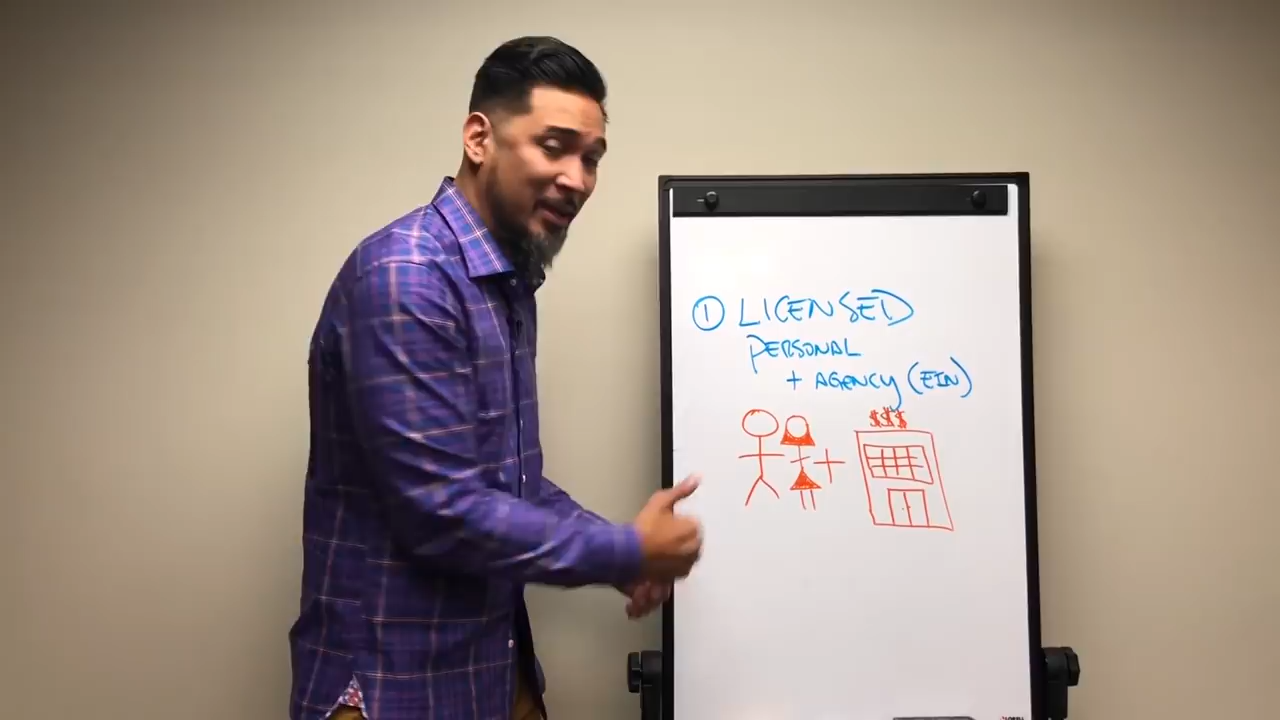 ① LICENSED
PERSONAL
+ AGENCY (EIN)
$$$